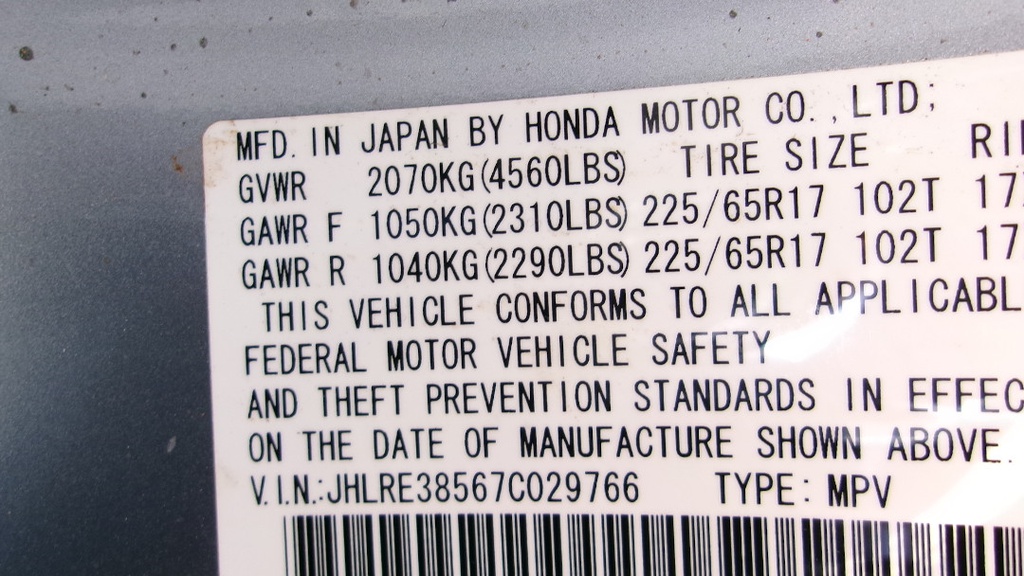 MFD. IN JAPAN BY HONDA MOTOR CO., LTD;
GVWR 2070KG(4560LBS) TIRE SIZE
GAWR F 1050KG(2310LBS) 225/65R17 102T
GAWR R 1040KG(2290LBS) 225/65R17 102T
THIS VEHICLE CONFORMS TO ALL
FEDERAL MOTOR VEHICLE SAFETY
AND THEFT PREVENTION STANDARDS IN
ON THE DATE OF MANUFACTURE SHOWN ABOVE.
V.I.N.:JHLRE38567C029766 TYPE: MPV